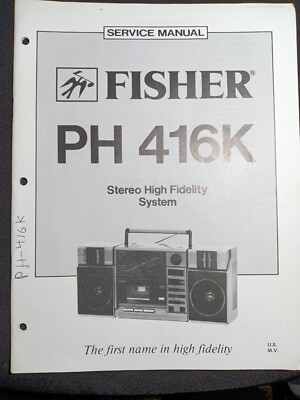 SERVICE MANUAL
FISHER®
PH 416K
Stereo High Fidelity
System
PH-416K
The first name in high fidelity
U.S.
M.V.